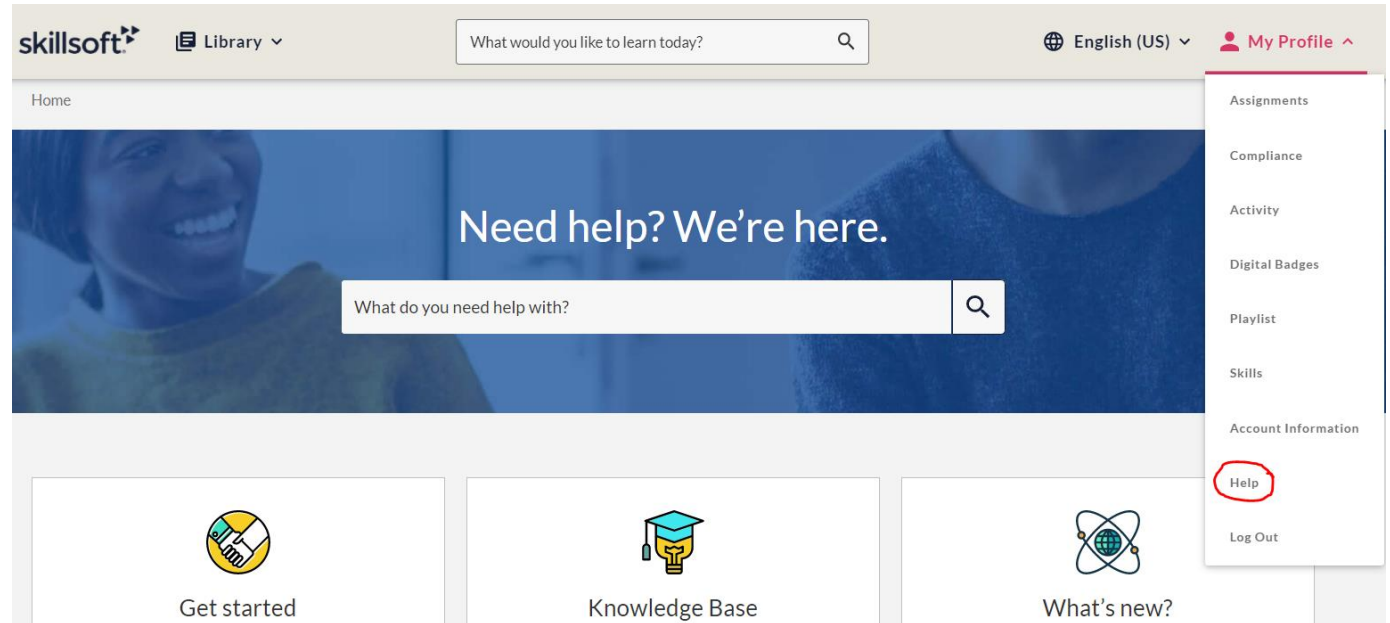 skillsoft
Library
What would you like to learn today?
English (US)
My Profile
Home
Assignments
Compliance
Activity
Digital Badges
Playlist
Skills
Account Information
Help
Log Out
Need help? We’re here.
What do you need help with?
Get started
Knowledge Base
What’s new?